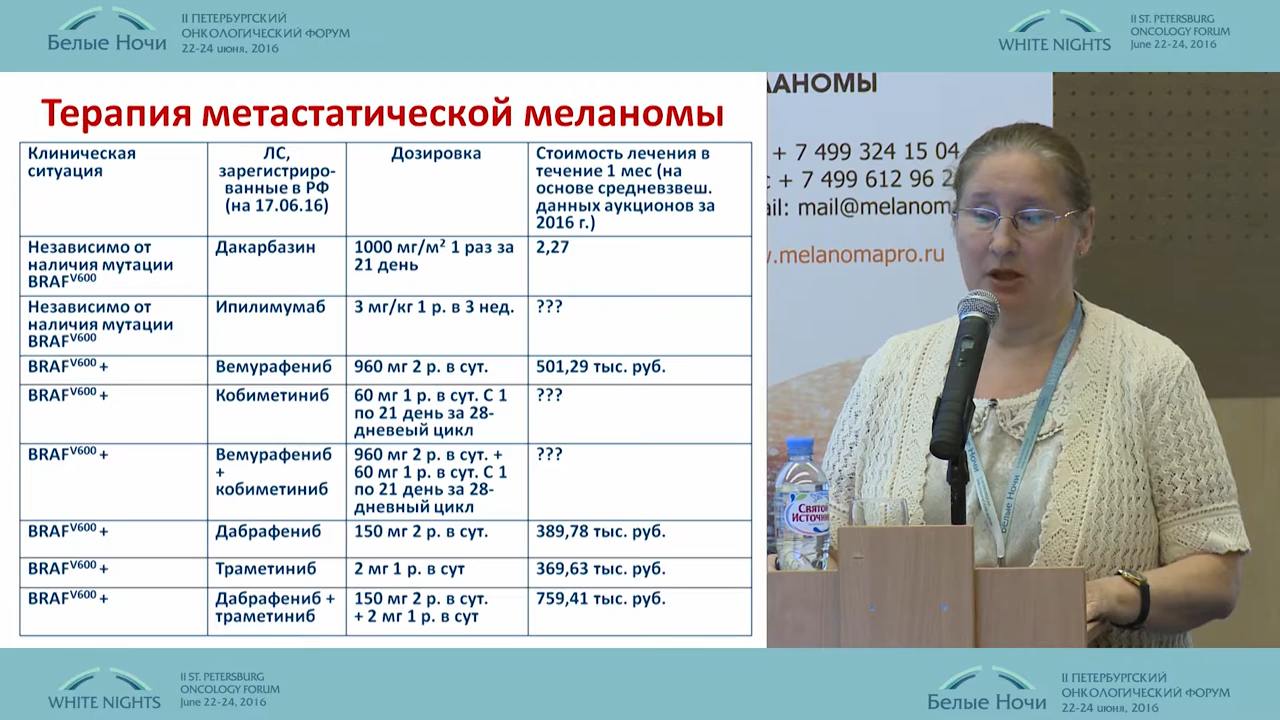 Белые Ночи
II ПЕТЕРБУРГСКИЙ
ОНКОЛОГИЧЕСКИЙ ФОРУМ
22-24 июня, 2016
WHITE NIGHTS
II ST. PETERSBURG
ONCOLOGY FORUM
June 22-24, 2016
Терапия метастатической меланомы
Клиническая
ситуация
ЛС,
зарегистриро-
ванные в РФ
(на 17.06.16)
Дозировка
Стоимость лечения в
течение 1 мес (на
основе средневзвеш.
данных аукционов за
2016 г.)
Независимо от
наличия мутации
BRAFV600
Дакарбазин
1000 мг/м2 1 раз за
21 день
2,27
Независимо от
наличия мутации
BRAFV600
Ипилимумаб
3 мг/кг 1 р. в 3 нед.
???
BRAFV600 +
Вемурафениб
960 мг 2 р. в сут.
501,29 тыс. руб.
BRAFV600 +
Кобиметиниб
60 мг 1 р. в сут. С 1
по 21 день за 28-
дневеый цикл
???
BRAFV600 +
Вемурафениб
+
кобиметиниб
960 мг 2 р. в сут. +
60 мг 1 р. в сут. С 1
по 21 день за 28-
дневный цикл
???
BRAFV600 +
Дабрафениб
150 мг 2 р. в сут.
389,78 тыс. руб.
BRAFV600 +
Траметиниб
2 мг 1 р. в сут
369,63 тыс. руб.
BRAFV600 +
Дабрафениб +
траметиниб
150 мг 2 р. в сут.
+ 2 мг 1 р. в сут
759,41 тыс. руб.
ЛАНОМЫ
+ 7 499 324 15 04
+ 7 499 612 96 2
ail: mail@melanoma
.melanomapro.ru
Святой
Источник
Белые Ночи
WHITE NIGHTS
II ST. PETERSBURG
ONCOLOGY FORUM
June 22-24, 2016
Белые Ночи
II ПЕТЕРБУРГСКИЙ
ОНКОЛОГИЧЕСКИЙ ФОРУМ
22-24 июня, 2016